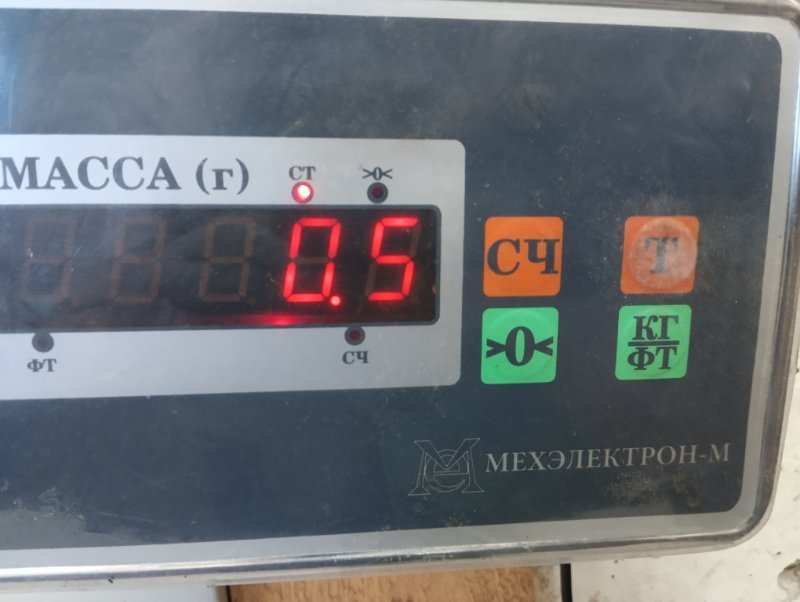 МАССА (г)
СТ
>0<
0.5
ФТ
СЧ
СЧ
Т
>0<
КГ
ФТ
МЕХЭЛЕКТРОН-М